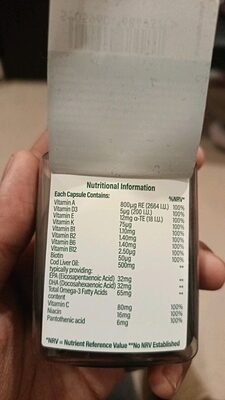 Nutritional Information
Each Capsule Contains: %NRV*
Vitamin A 800µg RE (2664 I.U.) 100%
Vitamin D3 5µg (200 I.U.) 100%
Vitamin E 12mg α-TE (18 I.U.) 100%
Vitamin K 75µg 100%
Vitamin B1 1.10mg 100%
Vitamin B2 1.40mg 100%
Vitamin B6 1.40mg 100%
Vitamin B12 2.50µg 100%
Biotin 50µg 100%
Cod Liver Oil: 500mg **
typically providing:
EPA (Eicosapentaenoic Acid) 32mg **
DHA (Docosahexaenoic Acid) 32mg **
Total Omega-3 Fatty Acids 65mg **
content
Vitamin C 80mg 100%
Niacin 16mg 100%
Pantothenic acid 6mg 100%
*NRV = Nutrient Reference Value **No NRV Established